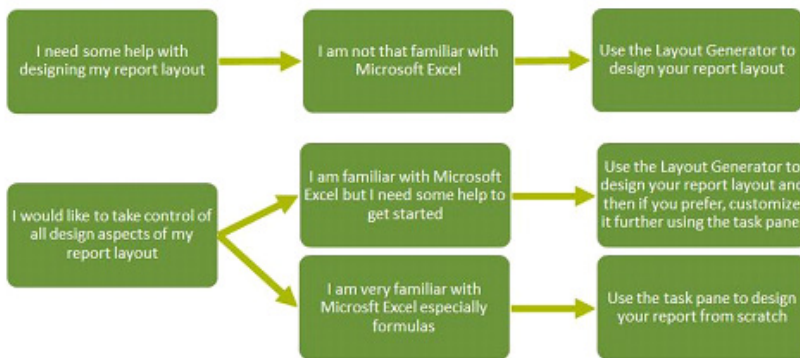 I need some help with
designing my report layout
I am not that familiar with
Microsoft Excel
Use the Layout Generator to
design your report layout
I would like to take control of
all design aspects of my
report layout
I am familiar with Microsoft
Excel but I need some help to
get started
Use the Layout Generator to
design your report layout and
then if you prefer, customize
it further using the task pane
I am very familiar with
Microsft Excel especially
formulas
Use the task pane to design
your report from scratch